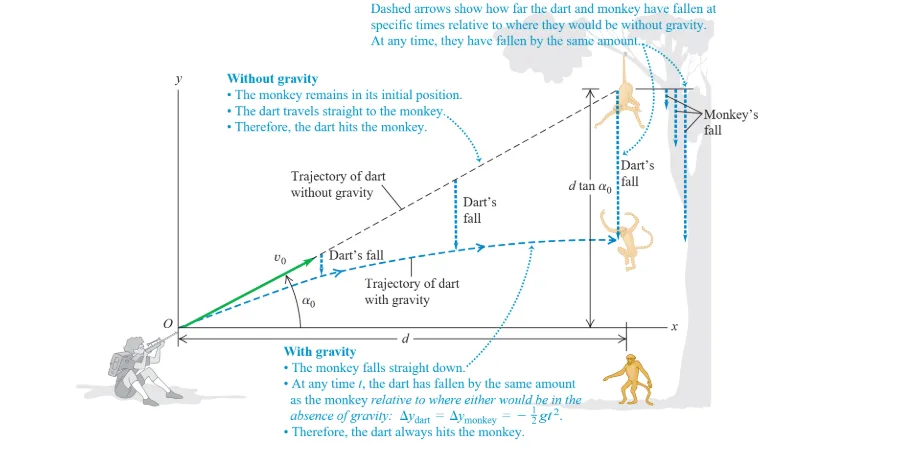 Dashed arrows show how far the dart and monkey have fallen at
specific times relative to where they would be without gravity.
At any time, they have fallen by the same amount.
y
Without gravity
• The monkey remains in its initial position.
• The dart travels straight to the monkey.
• Therefore, the dart hits the monkey.
Monkey's
fall
Trajectory of dart
without gravity
Dart's
fall
d tan α₀
Dart's
fall
v₀
Dart's fall
Trajectory of dart
with gravity
α₀
O
x
d
With gravity
• The monkey falls straight down.
• At any time t, the dart has fallen by the same amount
as the monkey relative to where either would be in the
absence of gravity: Δy_dart = Δy_monkey = −½gt².
• Therefore, the dart always hits the monkey.